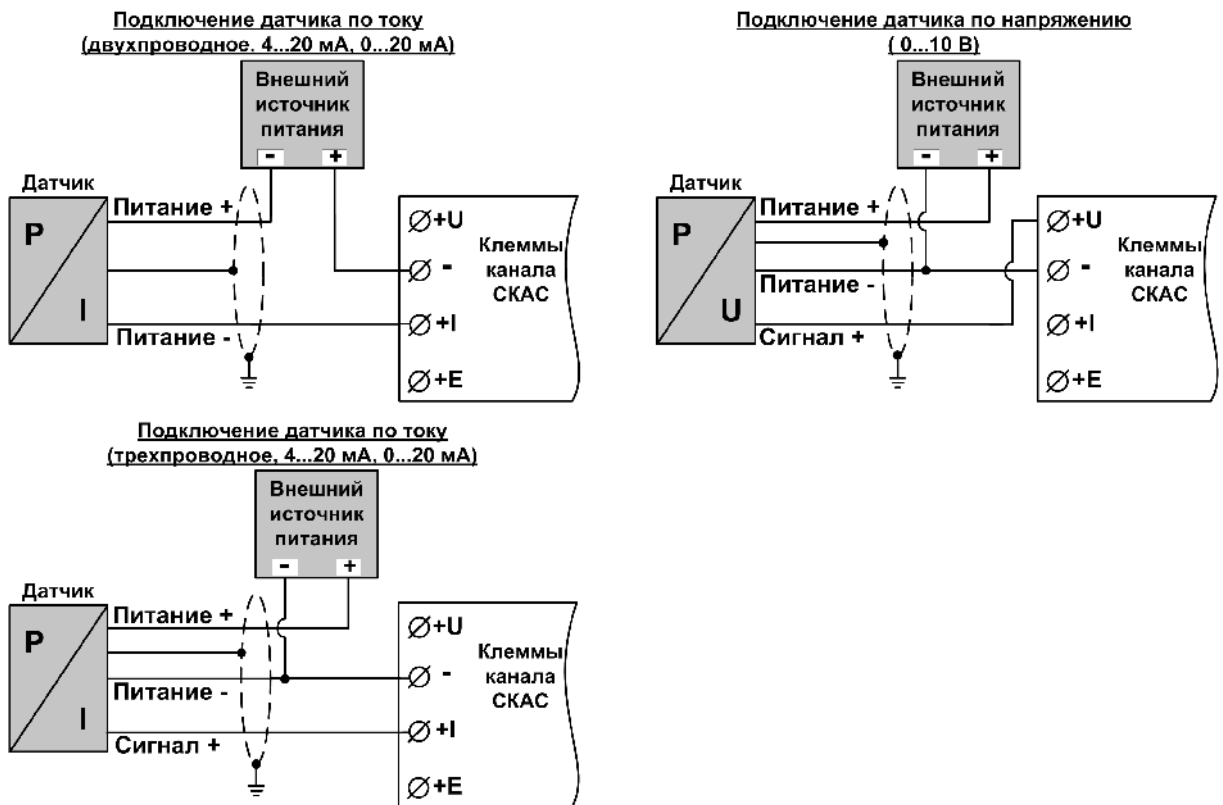 Подключение датчика по току
(двухпроводное. 4...20 мА, 0...20 мА)
Внешний
источник
питания
- +
Датчик
P
I
Питание +
Питание -
+U
-
+I
+E
Клеммы
канала
СКАС
Подключение датчика по напряжению
( 0...10 В)
Внешний
источник
питания
- +
Датчик
P
U
Питание +
Питание -
Сигнал +
+U
-
+I
+E
Клеммы
канала
СКАС
Подключение датчика по току
(трехпроводное, 4...20 мА, 0...20 мА)
Внешний
источник
питания
- +
Датчик
P
I
Питание +
Питание -
Сигнал +
+U
-
+I
+E
Клеммы
канала
СКАС